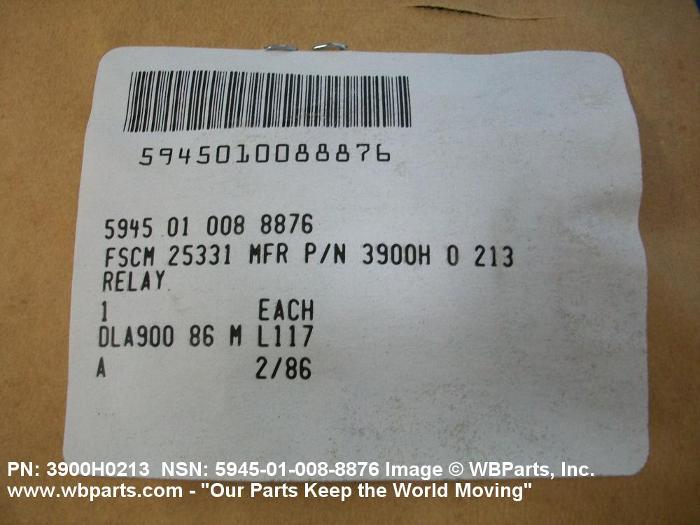 5945010088876
5945 01 008 8876
FSCM 25331 MFR P/N 3900H 0 213
RELAY
1 EACH
DLA900 86 M L117
A 2/86
PN: 3900H0213 NSN: 5945-01-008-8876 Image © WBParts, Inc.
www.wbparts.com - "Our Parts Keep the World Moving"